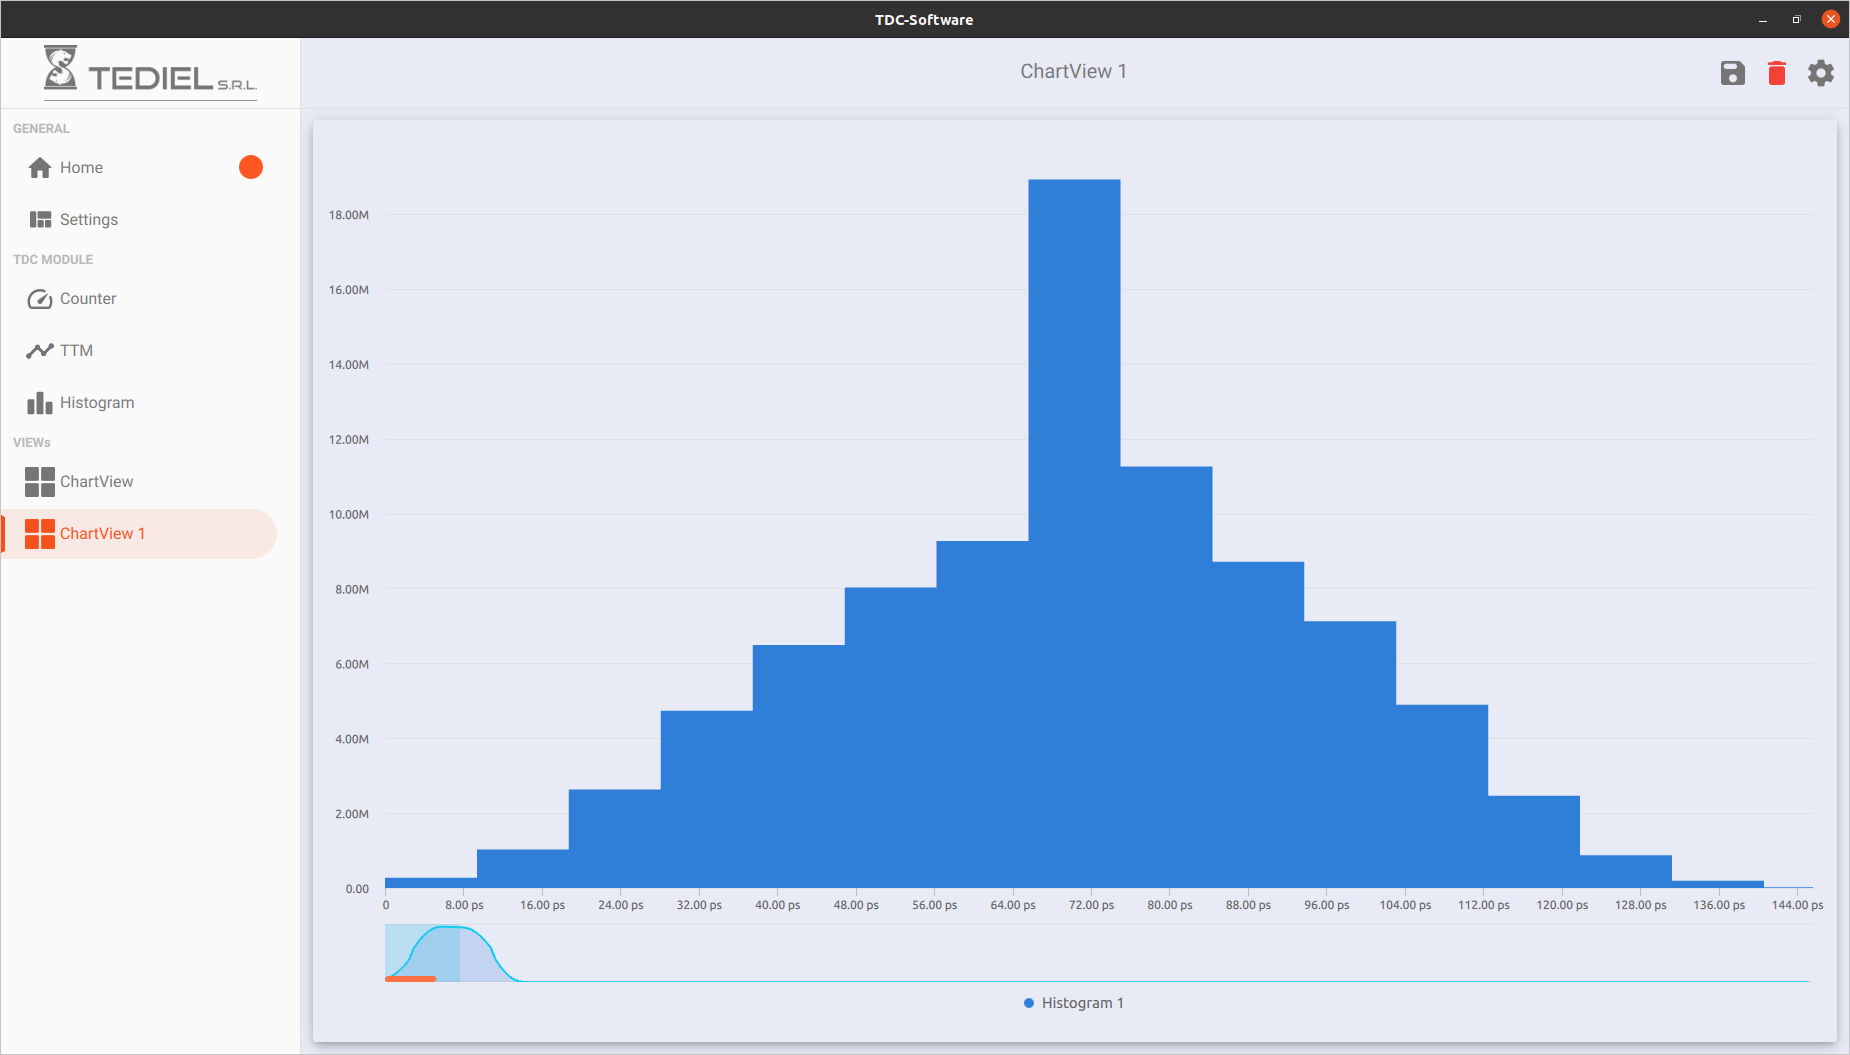 TDC-Software
TEDIEL S.R.L.
ChartView 1
GENERAL
Home
Settings
TDC MODULE
Counter
TTM
Histogram
VIEWs
ChartView
ChartView 1
18.00M
16.00M
14.00M
12.00M
10.00M
8.00M
6.00M
4.00M
2.00M
0.00
0 8.00 ps 16.00 ps 24.00 ps 32.00 ps 40.00 ps 48.00 ps 56.00 ps 64.00 ps 72.00 ps 80.00 ps 88.00 ps 96.00 ps 104.00 ps 112.00 ps 120.00 ps 128.00 ps 136.00 ps 144.00 ps
Histogram 1